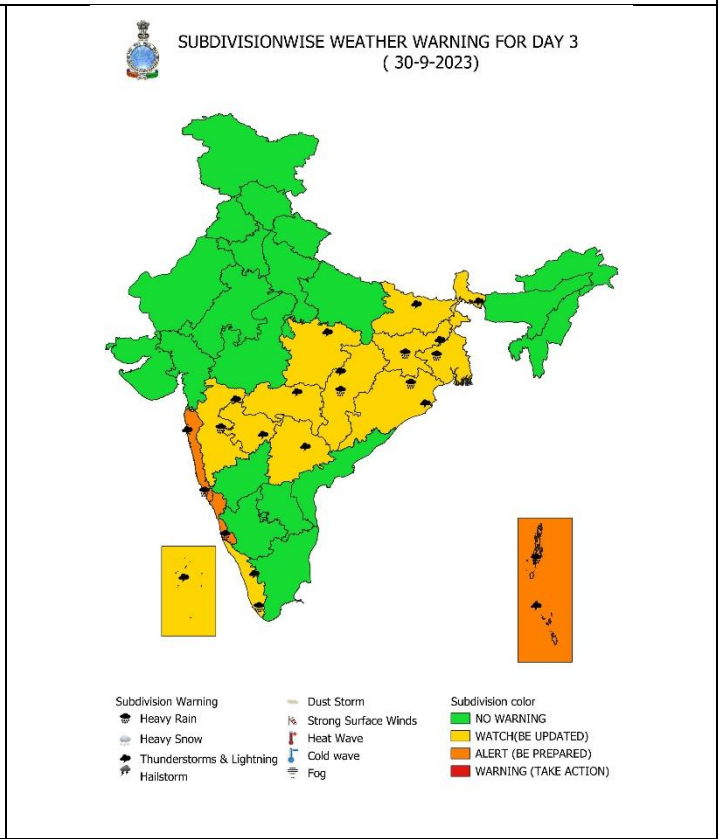 SUBDIVISIONWISE WEATHER WARNING FOR DAY 3
( 30-9-2023)
Subdivision Warning
Heavy Rain
Heavy Snow
Thunderstorms & Lightning
Hailstorm
Dust Storm
Strong Surface Winds
Heat Wave
Cold wave
Fog
Subdivision color
NO WARNING
WATCH(BE UPDATED)
ALERT (BE PREPARED)
WARNING (TAKE ACTION)